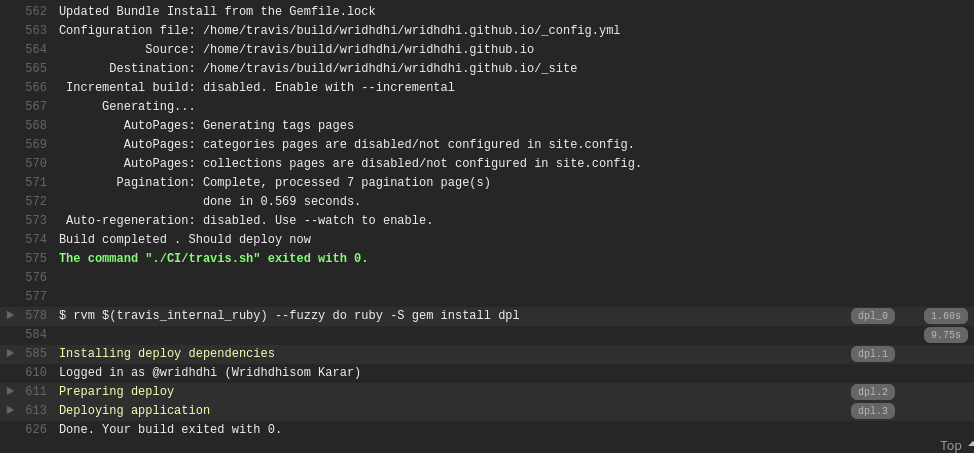 562 Updated Bundle Install from the Gemfile.lock
563 Configuration file: /home/travis/build/wridhdhi/wridhdhi.github.io/_config.yml
564 Source: /home/travis/build/wridhdhi/wridhdhi.github.io
565 Destination: /home/travis/build/wridhdhi/wridhdhi.github.io/_site
566 Incremental build: disabled. Enable with --incremental
567 Generating...
568 AutoPages: Generating tags pages
569 AutoPages: categories pages are disabled/not configured in site.config.
570 AutoPages: collections pages are disabled/not configured in site.config.
571 Pagination: Complete, processed 7 pagination page(s)
572 done in 0.569 seconds.
573 Auto-regeneration: disabled. Use --watch to enable.
574 Build completed . Should deploy now
575 The command "./CI/travis.sh" exited with 0.
576
577
578 $ rvm $(travis_internal_ruby) --fuzzy do ruby -S gem install dpl dpl_0 1.60s
584 9.75s
585 Installing deploy dependencies dpl.1
610 Logged in as @wridhdhi (Wridhdhisom Karar)
611 Preparing deploy dpl.2
613 Deploying application dpl.3
626 Done. Your build exited with 0.
Top